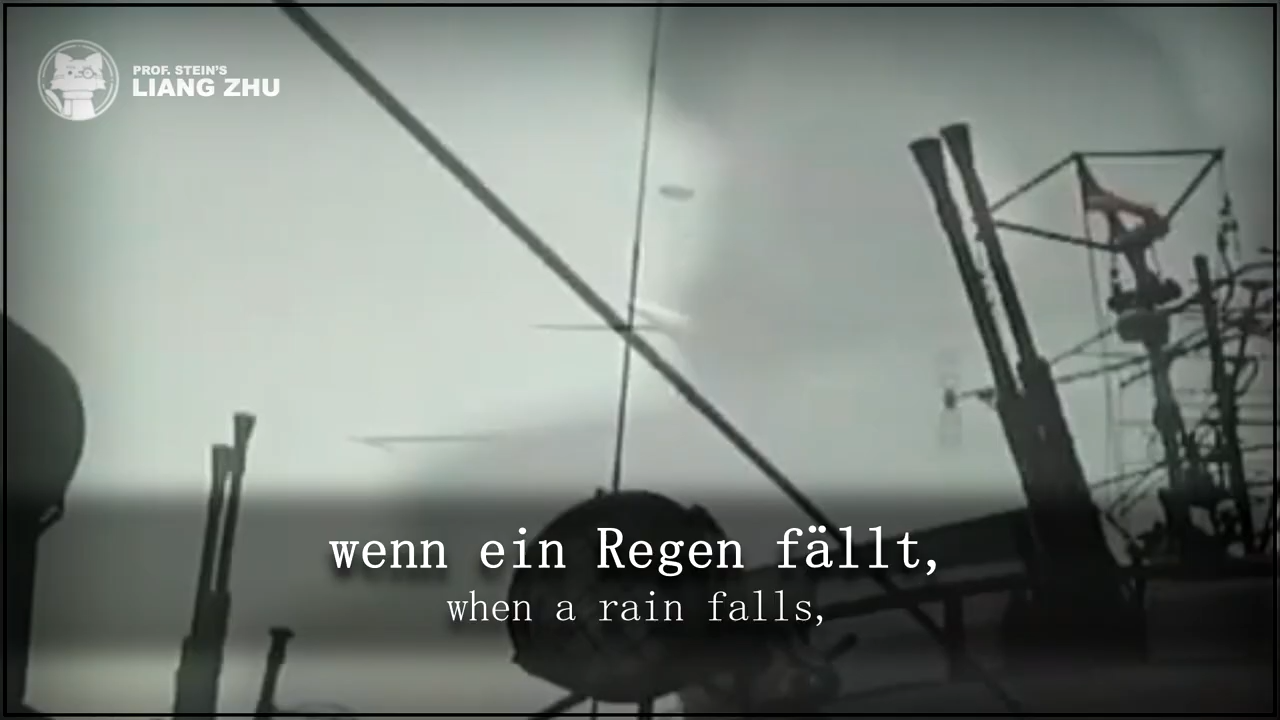 PROF. STEIN'S
LIANG ZHU
wenn ein Regen fällt,
when a rain falls,